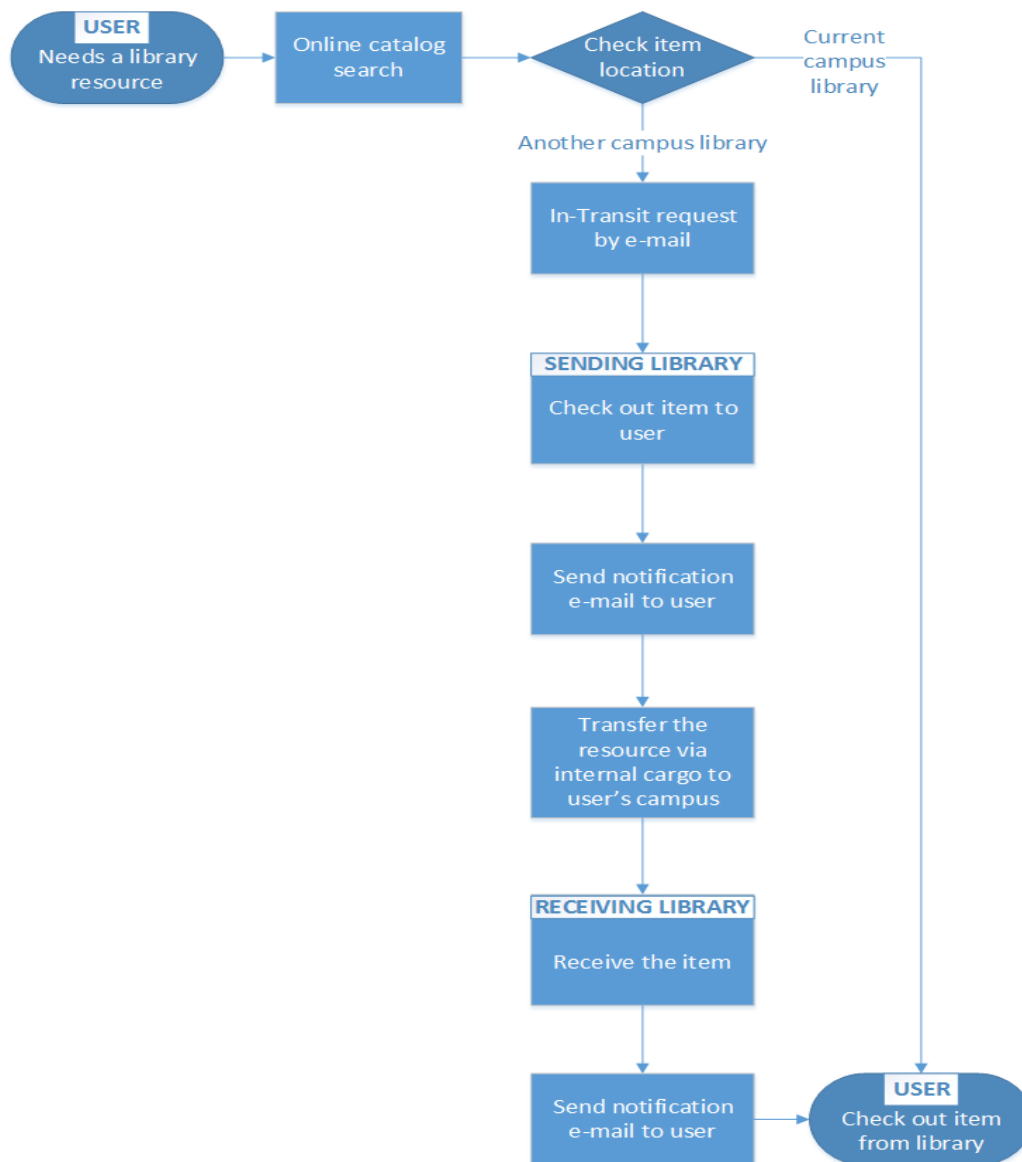 USER
Needs a library
resource
Online catalog
search
Check item
location
Current
campus
library
Another campus library
In-Transit request
by e-mail
SENDING LIBRARY
Check out item to
user
Send notification
e-mail to user
Transfer the
resource via
internal cargo to
user’s campus
RECEIVING LIBRARY
Receive the item
Send notification
e-mail to user
USER
Check out item
from library